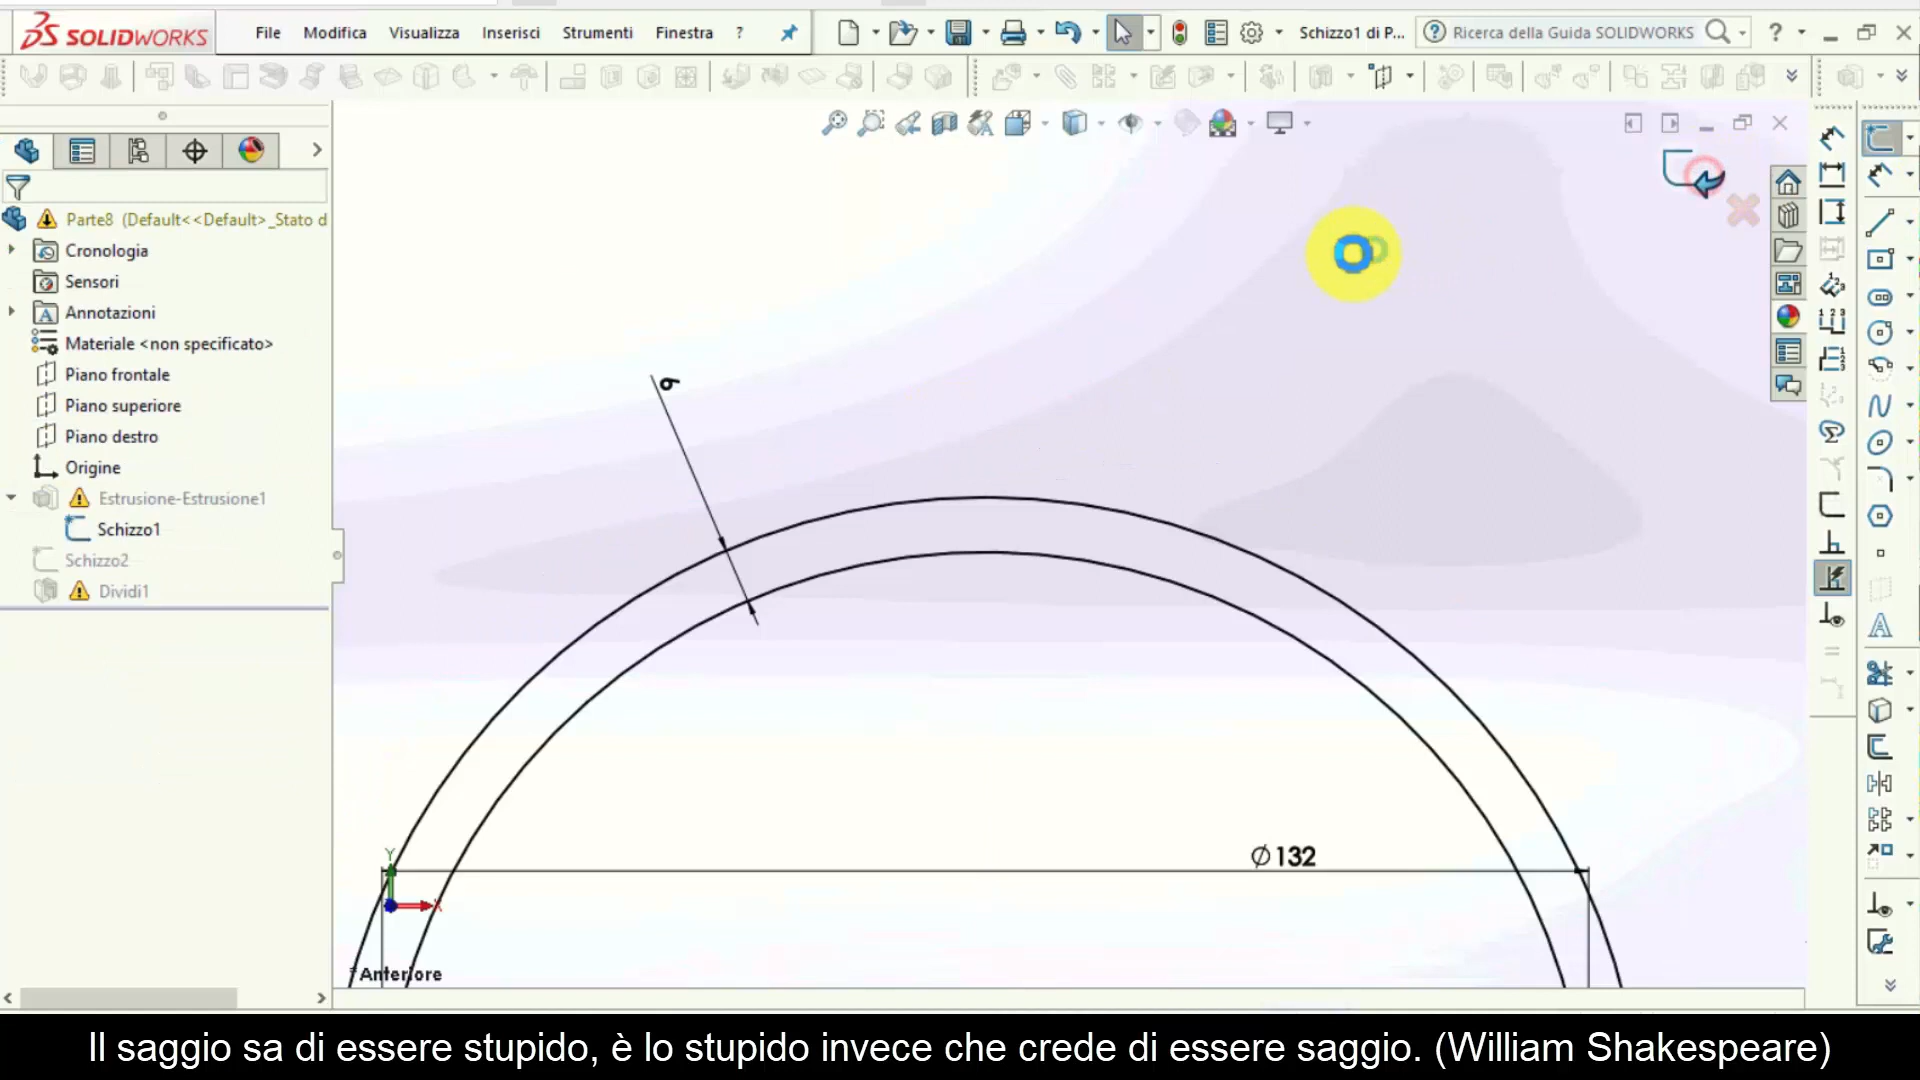 SOLIDWORKS
File Modifica Visualizza Inserisci Strumenti Finestra ?
Schizzo1 di P...
Ricerca della Guida SOLIDWORKS
Parte8 (Default<<Default>_Stato d
Cronologia
Sensori
Annotazioni
Materiale <non specificato>
Piano frontale
Piano superiore
Piano destro
Origine
Estrusione-Estrusione1
Schizzo1
Schizzo2
Dividi1
Ø132
Y
X
*Anteriore
Il saggio sa di essere stupido, è lo stupido invece che crede di essere saggio. (William Shakespeare)